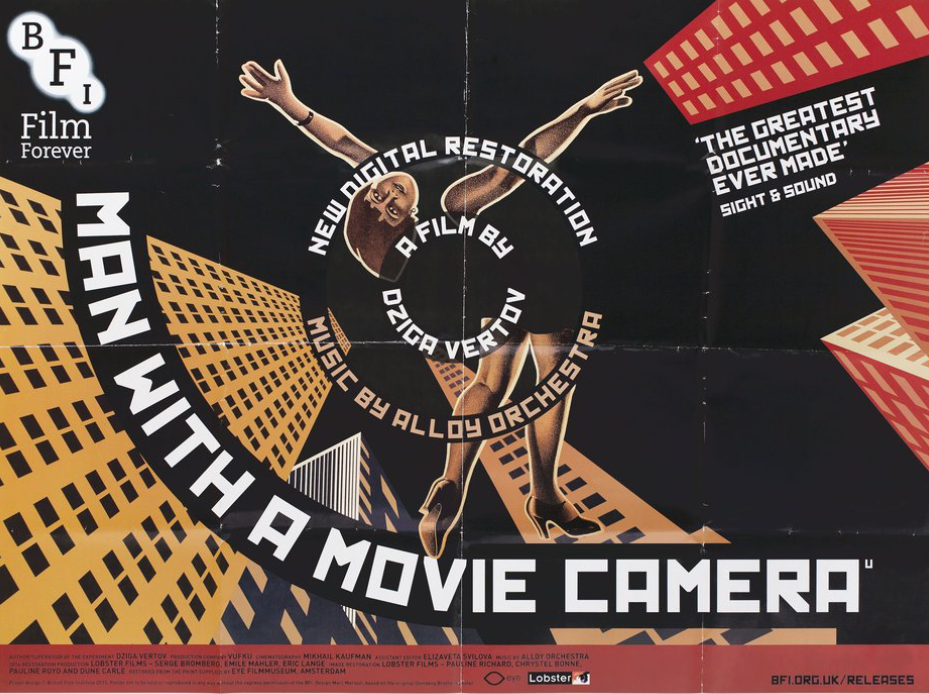 BFI
Film
Forever
'THE GREATEST
DOCUMENTARY
EVER MADE'
SIGHT & SOUND
NEW DIGITAL RESTORATION
A FILM BY
DZIGA VERTOV
MUSIC BY ALLOY ORCHESTRA
MAN WITH A MOVIE CAMERA U
AUTHOR/SUPERVISOR OF THE EXPERIMENT DZIGA VERTOV PRODUCTION COMPANY VUFKU CINEMATOGRAPHY MIKHAIL KAUFMAN ASSISTANT EDITOR ELIZAVETA SVILOVA MUSIC BY ALLOY ORCHESTRA
2014 RESTORATION PRODUCTION LOBSTER FILMS – SERGE BROMBERG, EMILE MAHLER, ERIC LANGE IMAGE RESTORATION LOBSTER FILMS – PAULINE RICHARD, CHRYSTEL BONNE,
PAULINE ROYO AND DUNE CARLE. RESTORED FROM THE PRINT SUPPLIED BY EYE FILMMUSEUM, AMSTERDAM
eye
Lobster
BFI.ORG.UK/RELEASES